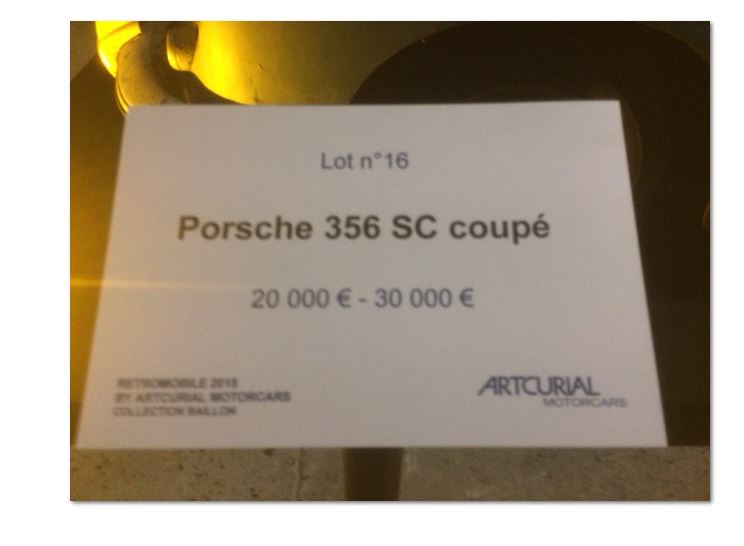 Lot n°16
Porsche 356 SC coupé
20 000 € - 30 000 €
RETROMOBILE 2015
BY ARTCURIAL MOTORCARS
COLLECTION BAILLON
ARTCURIAL
MOTORCARS